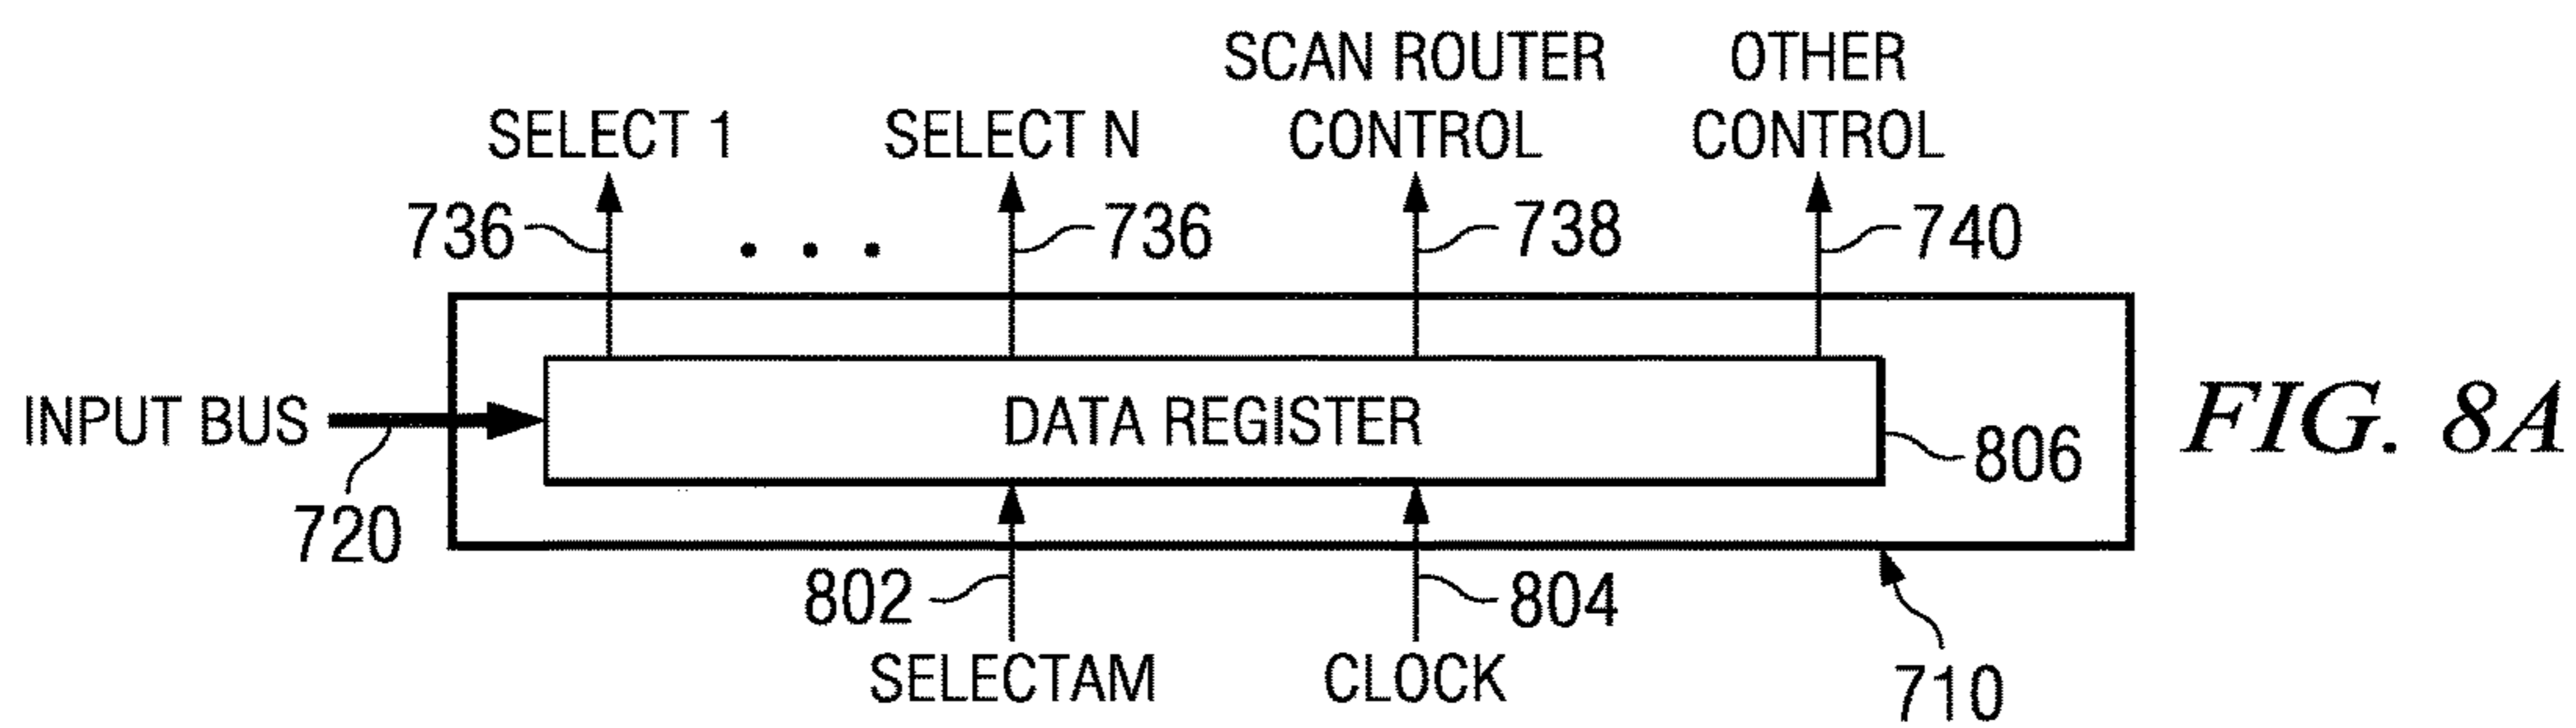 SCAN ROUTER OTHER
SELECT 1 SELECT N CONTROL CONTROL
736 . . . 736 738 740
INPUT BUS DATA REGISTER 806 FIG. 8A
720
802 804
SELECTAM CLOCK 710